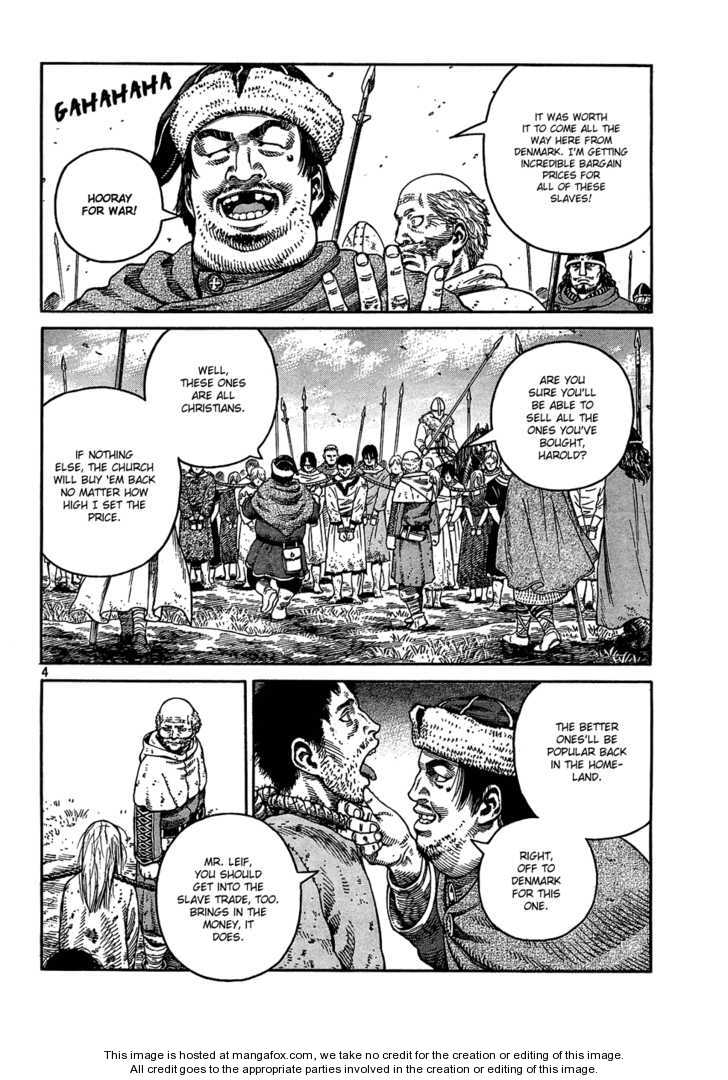 GAHAHAHA
HOORAY
FOR WAR!
IT WAS WORTH
IT TO COME ALL THE
WAY HERE FROM
DENMARK. I'M GETTING
INCREDIBLE BARGAIN
PRICES FOR
ALL OF THESE
SLAVES!
ARE YOU
SURE YOU'LL
BE ABLE TO
SELL ALL THE
ONES YOU'VE
BOUGHT,
HAROLD?
WELL,
THESE ONES
ARE ALL
CHRISTIANS.
IF NOTHING
ELSE, THE CHURCH
WILL BUY 'EM BACK
NO MATTER HOW
HIGH I SET THE
PRICE.
4
THE BETTER
ONES'LL BE
POPULAR BACK
IN THE HOME-
LAND.
RIGHT,
OFF TO
DENMARK
FOR THIS
ONE.
MR. LEIF,
YOU SHOULD
GET INTO THE
SLAVE TRADE, TOO.
BRINGS IN THE
MONEY, IT
DOES.
This image is hosted at mangafox.com, we take no credit for the creation or editing of this image.
All credit goes to the appropriate parties involved in the creation or editing of this image.